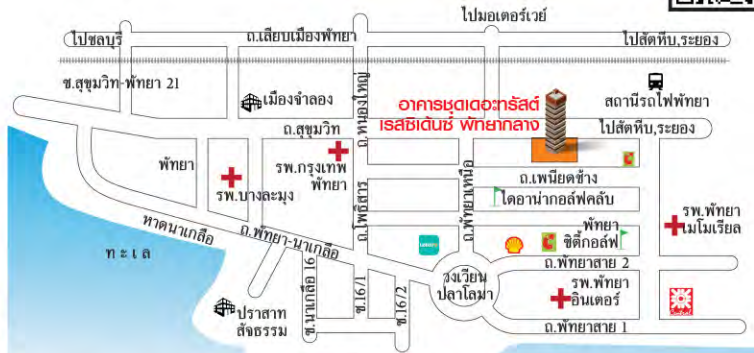 ไปมอเตอร์เวย์
ไปชลบุรี
ถ.เลียบเมืองพัทยา
ไปสัตหีบ,ระยอง
ซ.สุขุมวิท-พัทยา 21
เมืองจำลอง
ถ.หนองใหญ่
อาคารชุดเดอะทรัสต์
เรสซิเด้นซ์ พัทยากลาง
สถานีรถไฟพัทยา
ถ.สุขุมวิท
ไปสัตหีบ,ระยอง
พัทยา
รพ.กรุงเทพ
พัทยา
รพ.บางละมุง
ถ.โพธิสาร
ถ.พัทยาเหนือ
ถ.เพนียดช้าง
ไดอาน่ากอล์ฟคลับ
รพ.พัทยา
เมโมเรียล
หาดนาเกลือ
ถ.พัทยา-นาเกลือ
พัทยา
ซิตี้กอล์ฟ
ทะเล
ถ.พัทยาสาย 2
วงเวียน
ปลาโลมา
ซ.นาเกลือ 16
ซ.16/1
ซ.16/2
รพ.พัทยา
อินเตอร์
ปราสาท
สัจธรรม
ถ.พัทยาสาย 1